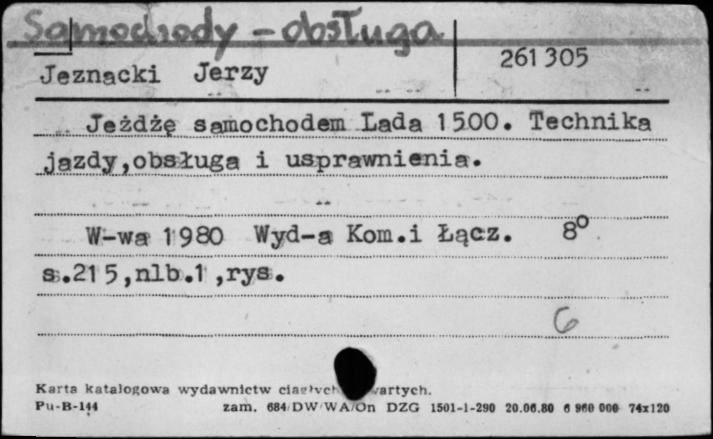 Samochody - obsługa
261305
Jeznacki Jerzy
Jeżdżę samochodem Lada 1500. Technika
jazdy, obsługa i usprawnienia.
W-wa 1980 Wyd-a Kom.i Łącz. 8°
s.215,nlb.1,rys.
6
Karta katalogowa wydawnictw
Pu-B-144 zam. 684/DW/WA/On DZG 1501-1-290 20.06.80 6 960 000 74x120